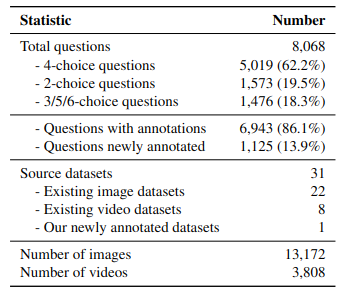 Statistic Number
Total questions 8,068
- 4-choice questions 5,019 (62.2%)
- 2-choice questions 1,573 (19.5%)
- 3/5/6-choice questions 1,476 (18.3%)
- Questions with annotations 6,943 (86.1%)
- Questions newly annotated 1,125 (13.9%)
Source datasets 31
- Existing image datasets 22
- Existing video datasets 8
- Our newly annotated datasets 1
Number of images 13,172
Number of videos 3,808